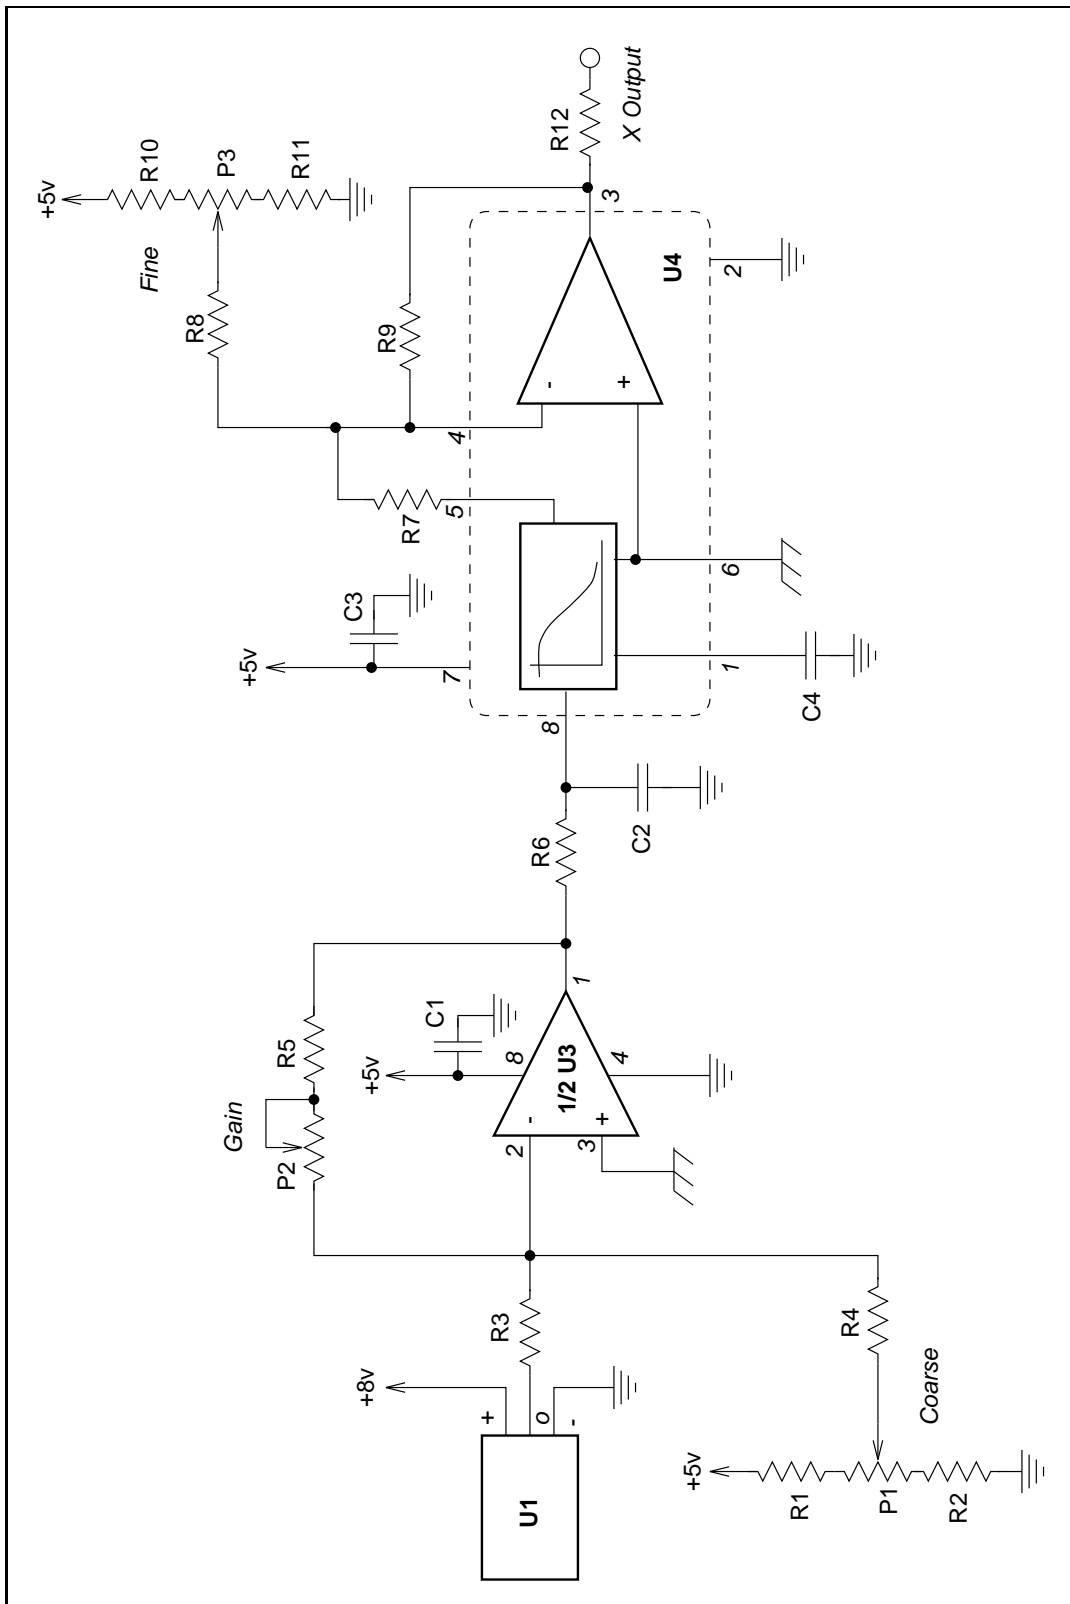 +5v
R10
P3
R11
Fine
R8
R9
R12
X Output
3
4
-
+
U4
2
+5v
C3
7
R7
5
6
1
C4
8
R6
C2
Gain
P2
R5
+5v
C1
8
1/2 U3
4
1
2
-
3
+
+8v
R3
+
o
-
U1
R4
Coarse
+5v
R1
P1
R2